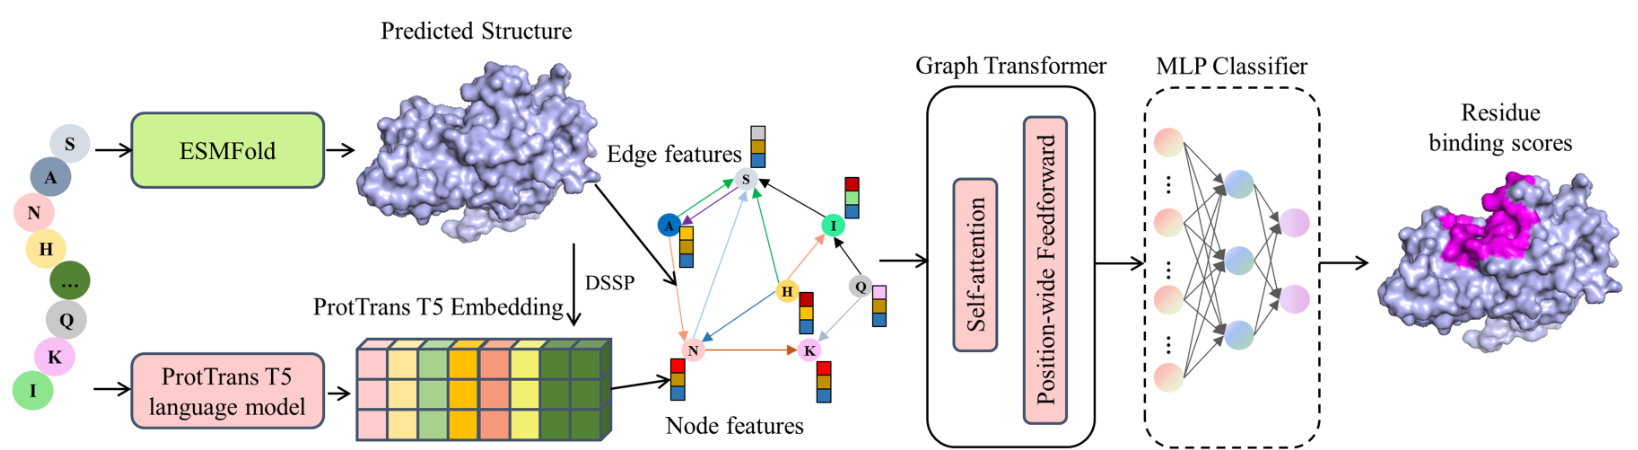 S
A
N
H
...
Q
K
I
ESMFold
ProtTrans T5
language model
Predicted Structure
DSSP
ProtTrans T5 Embedding
Edge features
S
A
I
H
Q
N
K
Node features
Graph Transformer
Self-attention
Position-wide Feedforward
MLP Classifier
...
...
...
Residue
binding scores